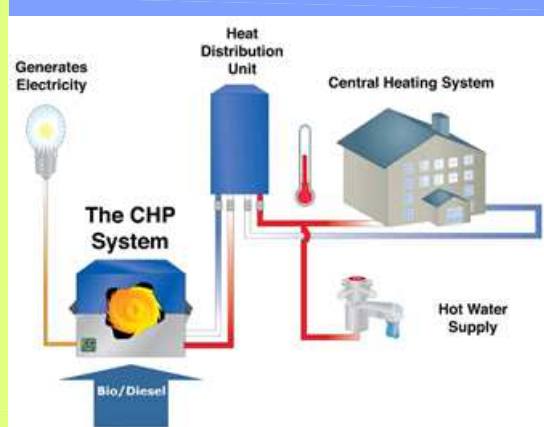 Heat
Distribution
Unit
Generates
Electricity
Central Heating System
The CHP
System
Hot Water
Supply
Bio/Diesel